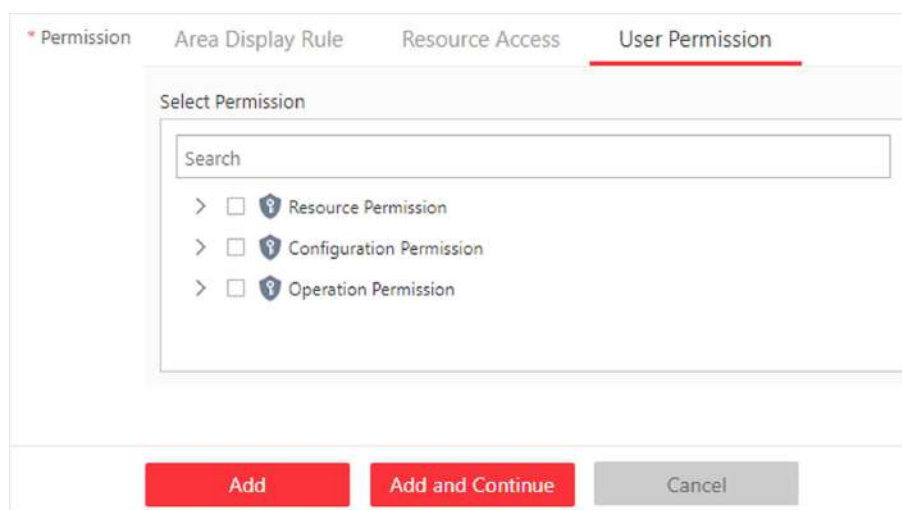 * Permission Area Display Rule Resource Access User Permission
Select Permission
Search
Resource Permission
Configuration Permission
Operation Permission
Add Add and Continue Cancel